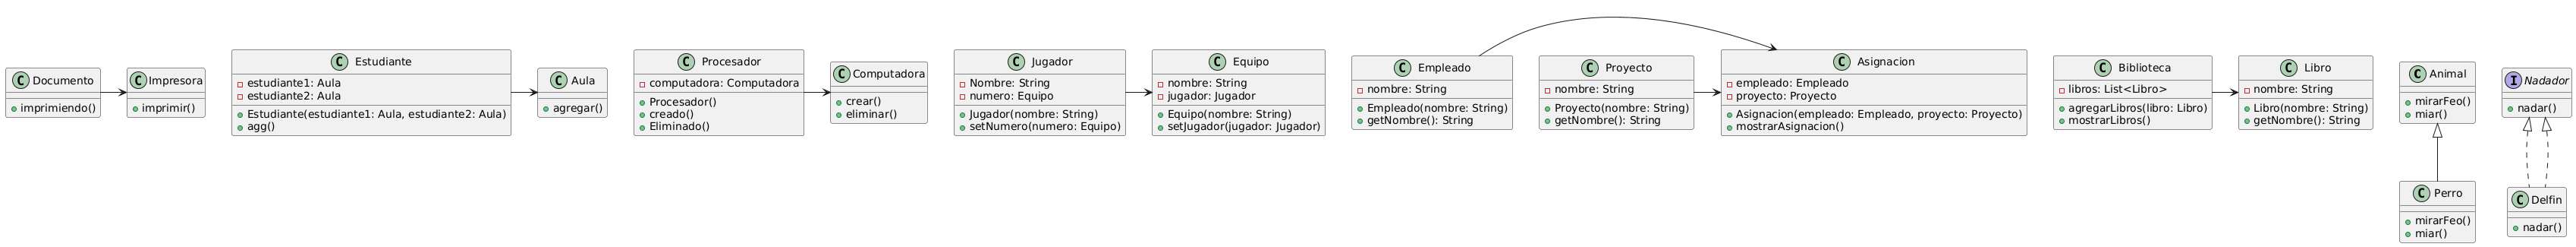 C Documento
imprimiendo()
C Impresora
imprimir()
C Estudiante
estudiante1: Aula
estudiante2: Aula
Estudiante(estudiante1: Aula, estudiante2: Aula)
agg()
C Aula
agregar()
C Procesador
computadora: Computadora
Procesador()
creado()
Eliminado()
C Computadora
crear()
eliminar()
C Jugador
Nombre: String
numero: Equipo
Jugador(nombre: String)
setNumero(numero: Equipo)
C Equipo
nombre: String
jugador: Jugador
Equipo(nombre: String)
setJugador(jugador: Jugador)
C Empleado
nombre: String
Empleado(nombre: String)
getNombre(): String
C Proyecto
nombre: String
Proyecto(nombre: String)
getNombre(): String
C Asignacion
empleado: Empleado
proyecto: Proyecto
Asignacion(empleado: Empleado, proyecto: Proyecto)
mostrarAsignacion()
C Biblioteca
libros: List<Libro>
agregarLibros(libro: Libro)
mostrarLibros()
C Libro
nombre: String
Libro(nombre: String)
getNombre(): String
C Animal
mirarFeo()
miar()
I Nadador
nadar()
C Perro
mirarFeo()
miar()
C Delfin
nadar()